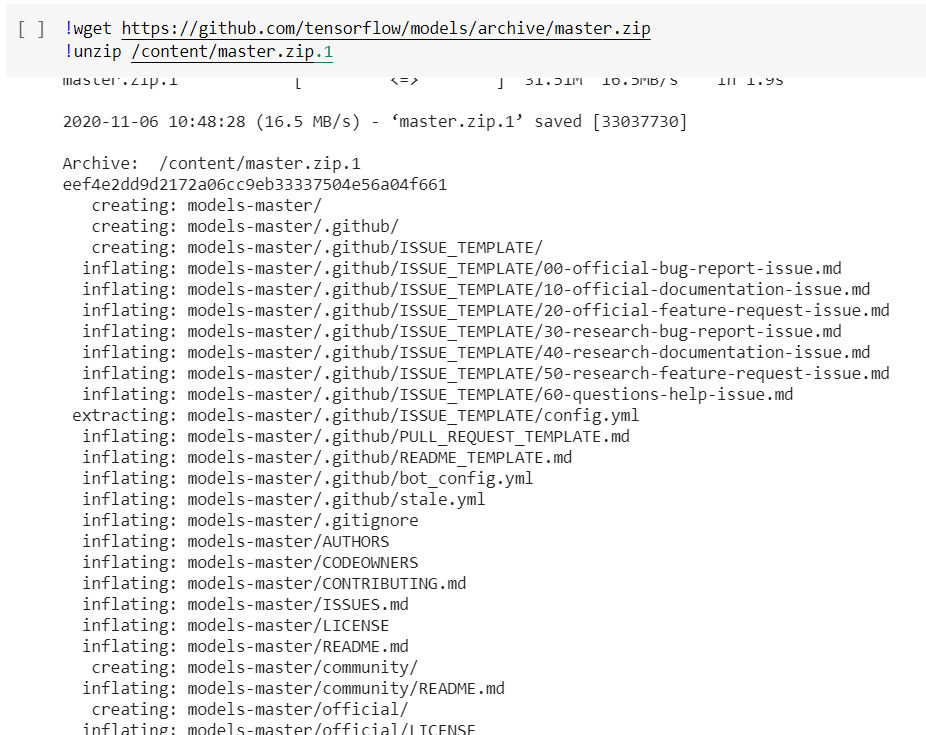 [ ] !wget https://github.com/tensorflow/models/archive/master.zip
!unzip /content/master.zip.1
master.zip.1 [ <=> ] 31.51M 16.5MB/s in 1.9s
2020-11-06 10:48:28 (16.5 MB/s) - ‘master.zip.1’ saved [33037730]
Archive: /content/master.zip.1
eef4e2dd9d2172a06cc9eb33337504e56a04f661
creating: models-master/
creating: models-master/.github/
creating: models-master/.github/ISSUE_TEMPLATE/
inflating: models-master/.github/ISSUE_TEMPLATE/00-official-bug-report-issue.md
inflating: models-master/.github/ISSUE_TEMPLATE/10-official-documentation-issue.md
inflating: models-master/.github/ISSUE_TEMPLATE/20-official-feature-request-issue.md
inflating: models-master/.github/ISSUE_TEMPLATE/30-research-bug-report-issue.md
inflating: models-master/.github/ISSUE_TEMPLATE/40-research-documentation-issue.md
inflating: models-master/.github/ISSUE_TEMPLATE/50-research-feature-request-issue.md
inflating: models-master/.github/ISSUE_TEMPLATE/60-questions-help-issue.md
extracting: models-master/.github/ISSUE_TEMPLATE/config.yml
inflating: models-master/.github/PULL_REQUEST_TEMPLATE.md
inflating: models-master/.github/README_TEMPLATE.md
inflating: models-master/.github/bot_config.yml
inflating: models-master/.github/stale.yml
inflating: models-master/.gitignore
inflating: models-master/AUTHORS
inflating: models-master/CODEOWNERS
inflating: models-master/CONTRIBUTING.md
inflating: models-master/ISSUES.md
inflating: models-master/LICENSE
inflating: models-master/README.md
creating: models-master/community/
inflating: models-master/community/README.md
creating: models-master/official/
inflating: models-master/official/LICENSE